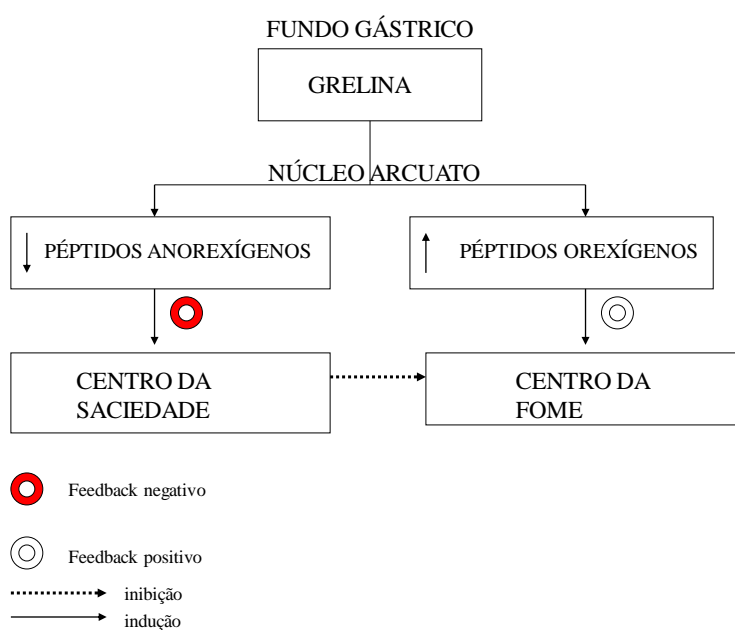 FUNDO GÁSTRICO
GRELINA
NÚCLEO ARCUATO
PÉPTIDOS ANOREXÍGENOS
PÉPTIDOS OREXÍGENOS
CENTRO DA
SACIEDADE
CENTRO DA
FOME
Feedback negativo
Feedback positivo
inibição
indução